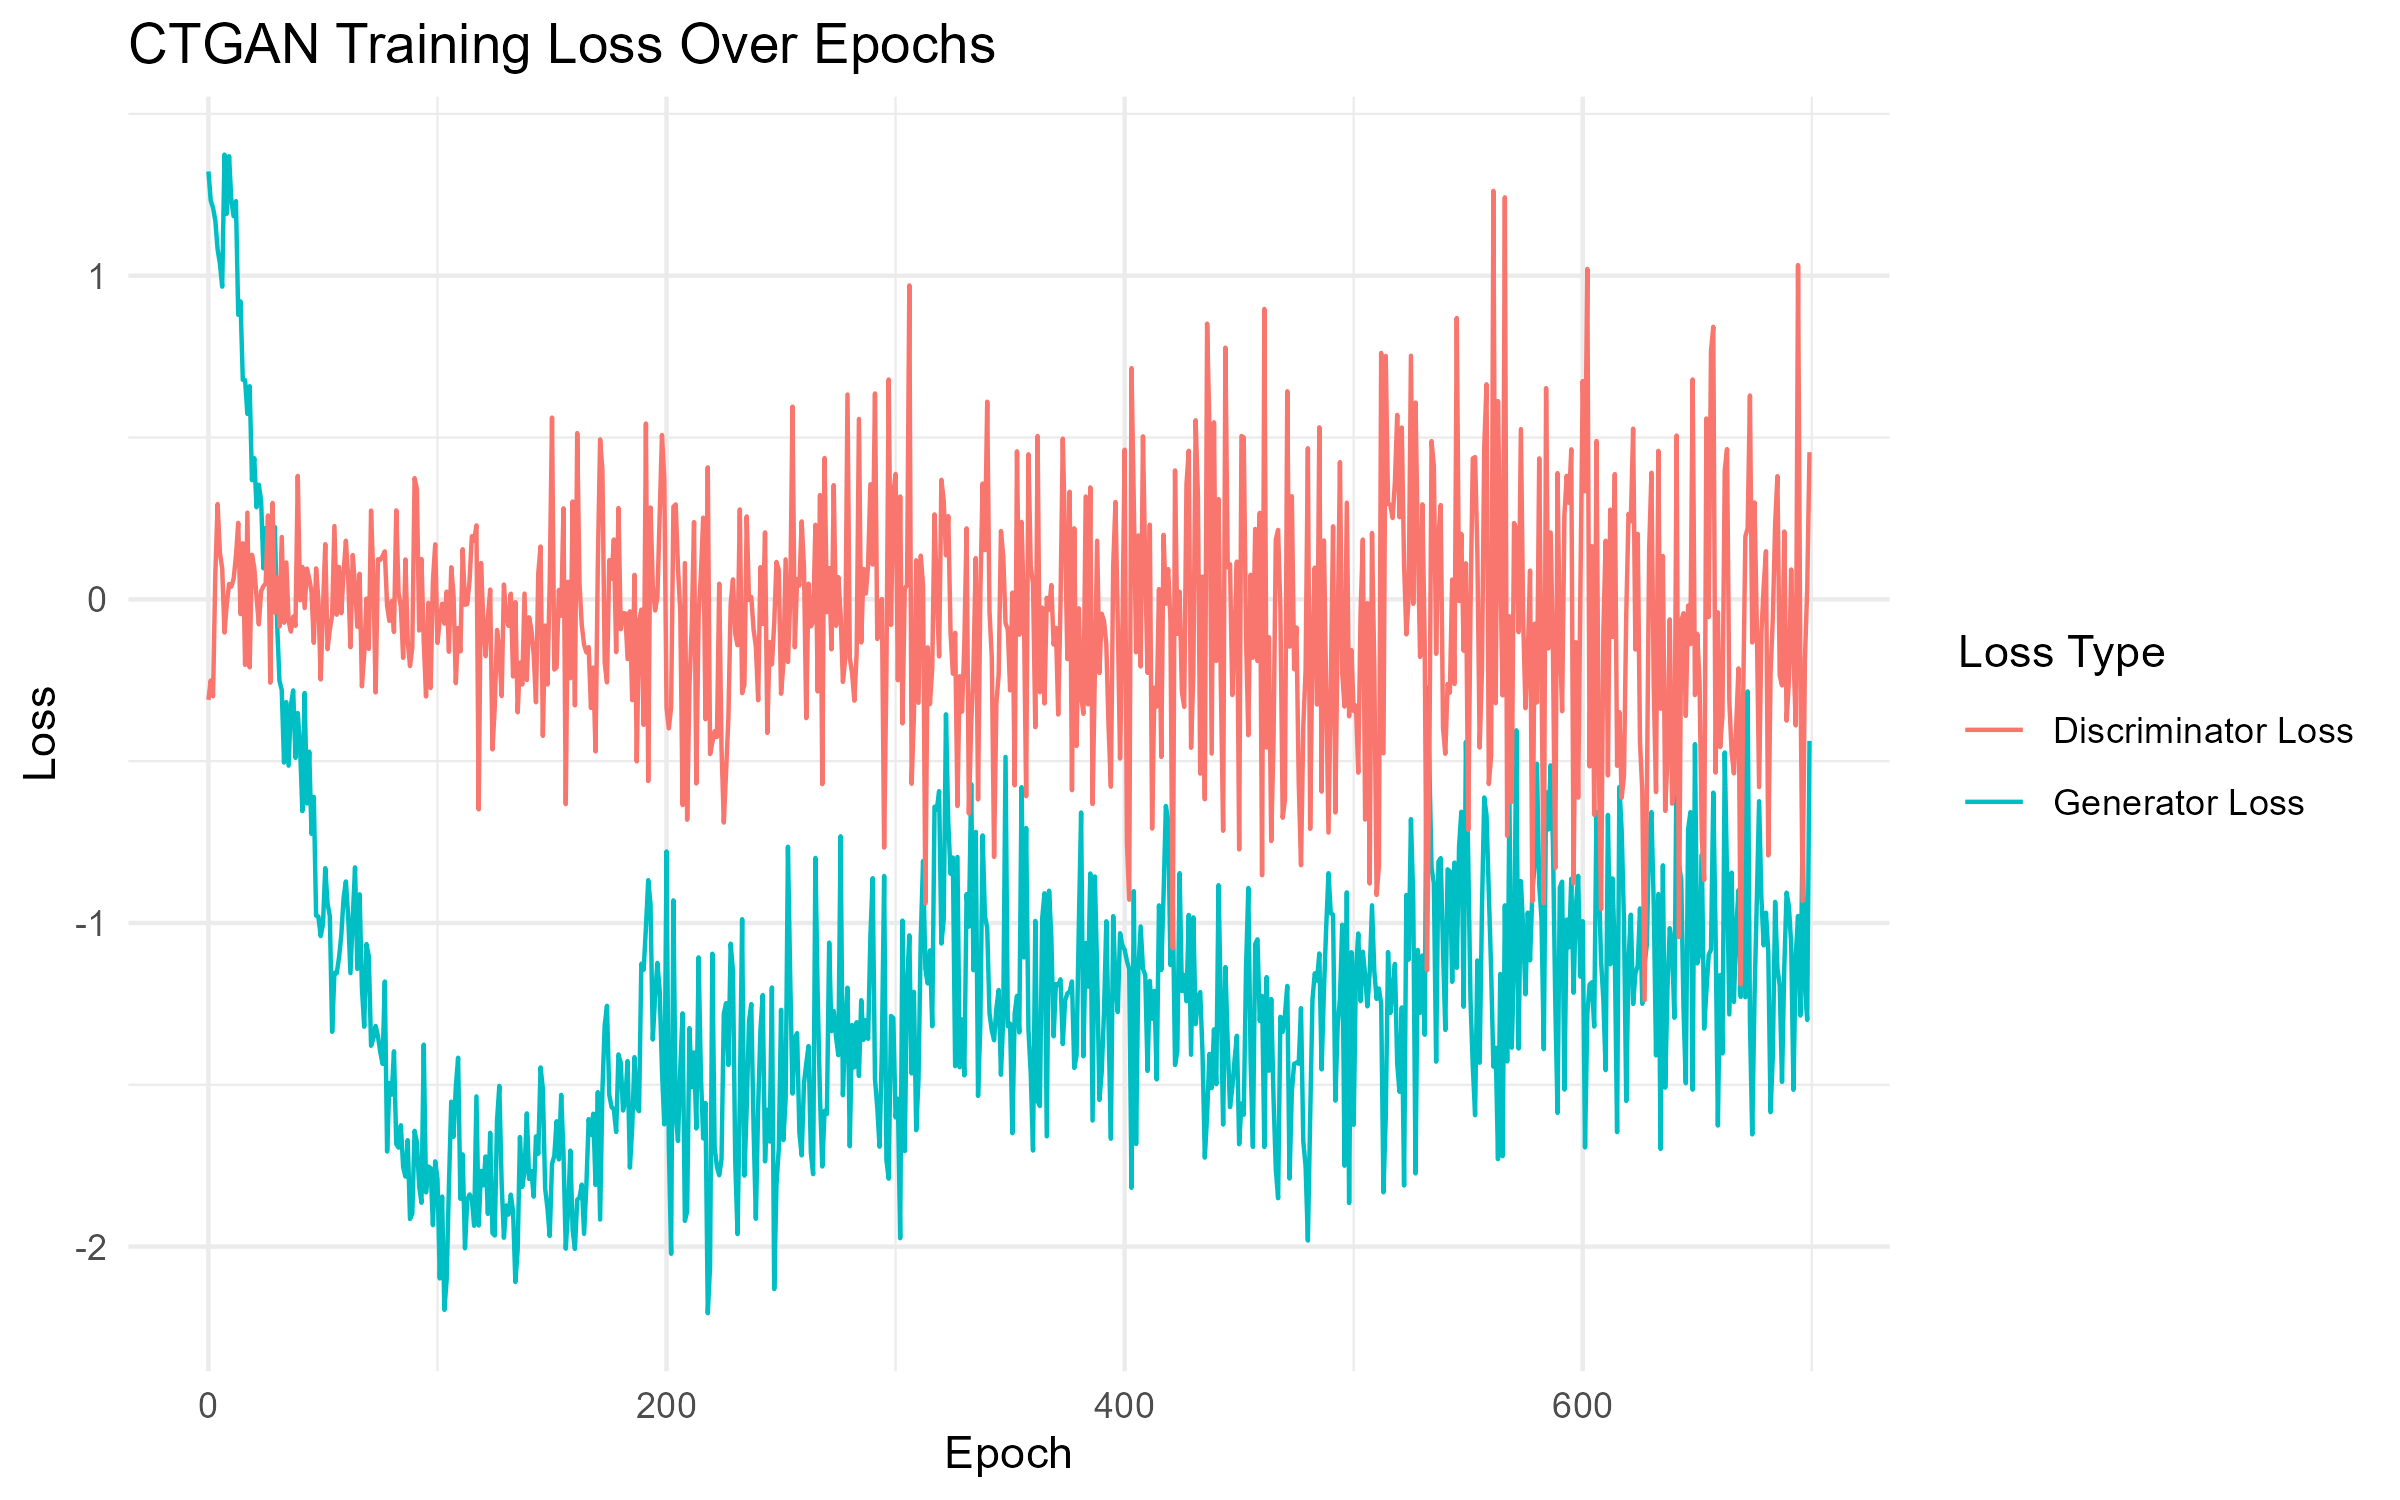 CTGAN Training Loss Over Epochs
1
0
-1
-2
Loss
0 200 400 600
Epoch
Loss Type
Discriminator Loss
Generator Loss